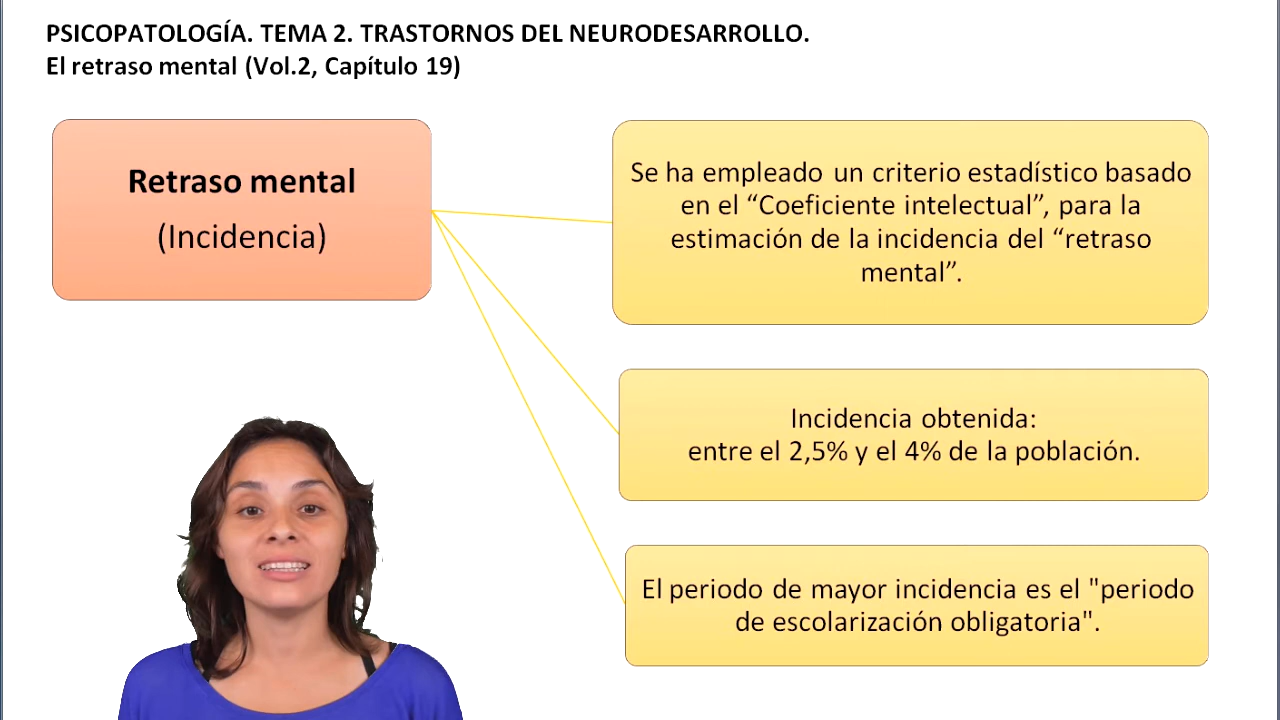 PSICOPATOLOGÍA. TEMA 2. TRASTORNOS DEL NEURODESARROLLO.
El retraso mental (Vol.2, Capítulo 19)
Retraso mental
(Incidencia)
Se ha empleado un criterio estadístico basado
en el “Coeficiente intelectual”, para la
estimación de la incidencia del “retraso
mental”.
Incidencia obtenida:
entre el 2,5% y el 4% de la población.
El periodo de mayor incidencia es el "periodo
de escolarización obligatoria".